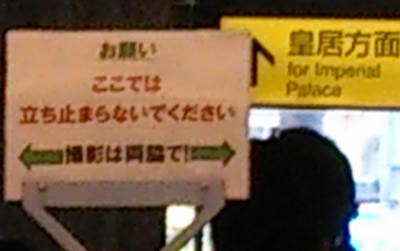 お願い
ここでは
立ち止まらないでください
撮影は両脇で!
皇居方面
for Imperial
Palace